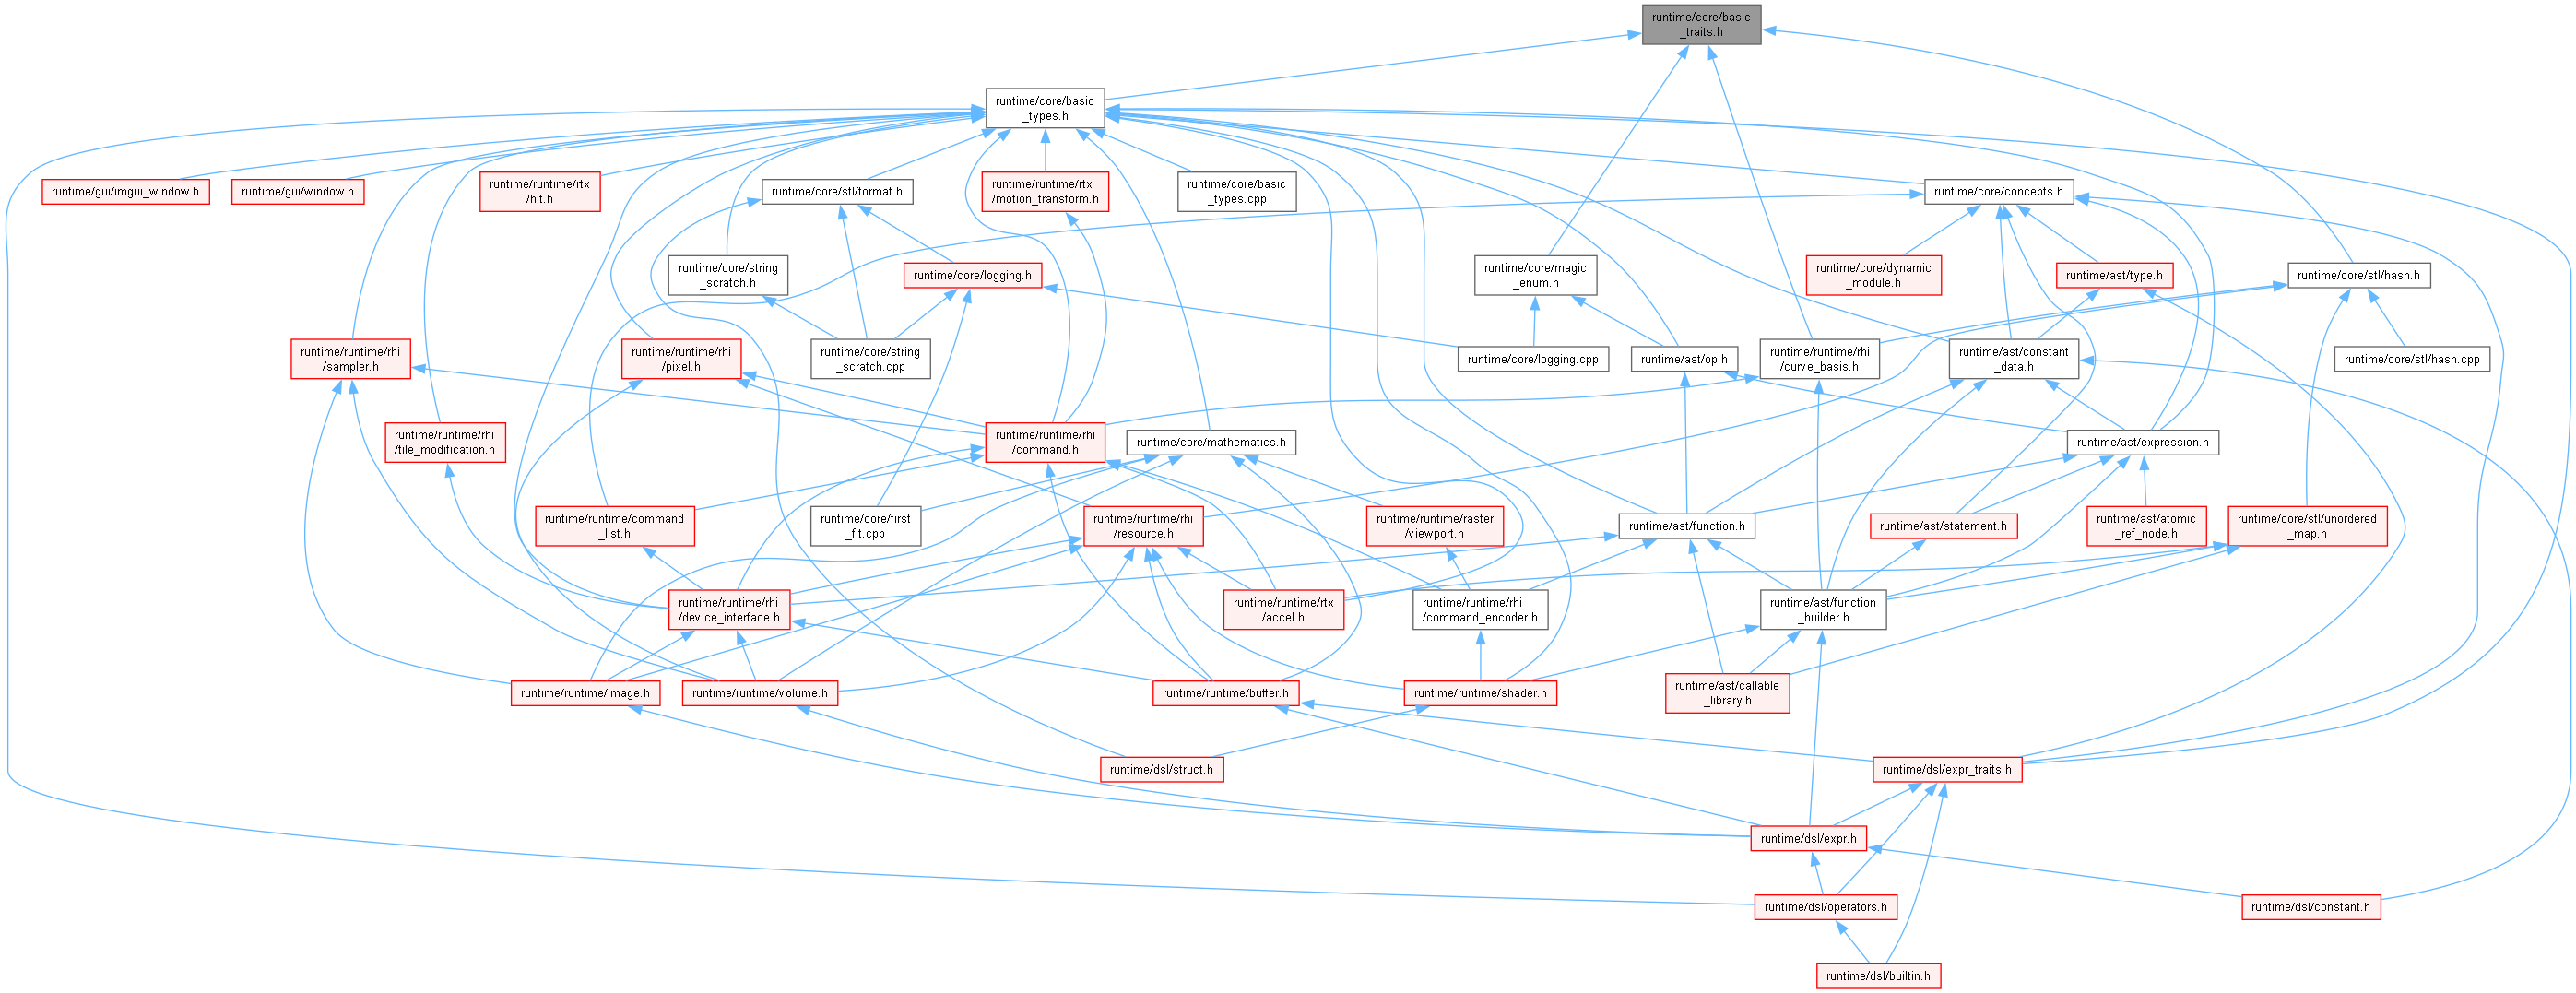 runtime/core/basic
_traits.h
runtime/core/basic
_types.h
runtime/gui/imgui_window.h
runtime/gui/window.h
runtime/runtime/rtx
/hit.h
runtime/core/stl/format.h
runtime/runtime/rtx
/motion_transform.h
runtime/core/basic
_types.cpp
runtime/core/concepts.h
runtime/core/string
_scratch.h
runtime/core/logging.h
runtime/core/magic
_enum.h
runtime/core/dynamic
_module.h
runtime/ast/type.h
runtime/core/stl/hash.h
runtime/runtime/rhi
/sampler.h
runtime/runtime/rhi
/pixel.h
runtime/core/string
_scratch.cpp
runtime/core/logging.cpp
runtime/ast/op.h
runtime/runtime/rhi
/curve_basis.h
runtime/ast/constant
_data.h
runtime/core/stl/hash.cpp
runtime/runtime/rhi
/tile_modification.h
runtime/runtime/rhi
/command.h
runtime/core/mathematics.h
runtime/ast/expression.h
runtime/runtime/command
_list.h
runtime/core/first
_fit.cpp
runtime/runtime/rhi
/resource.h
runtime/runtime/raster
/viewport.h
runtime/ast/function.h
runtime/ast/statement.h
runtime/ast/atomic
_ref_node.h
runtime/core/stl/unordered
_map.h
runtime/runtime/rhi
/device_interface.h
runtime/runtime/rtx
/accel.h
runtime/runtime/rhi
/command_encoder.h
runtime/ast/function
_builder.h
runtime/runtime/image.h
runtime/runtime/volume.h
runtime/runtime/buffer.h
runtime/runtime/shader.h
runtime/ast/callable
_library.h
runtime/dsl/struct.h
runtime/dsl/expr_traits.h
runtime/dsl/expr.h
runtime/dsl/operators.h
runtime/dsl/constant.h
runtime/dsl/builtin.h